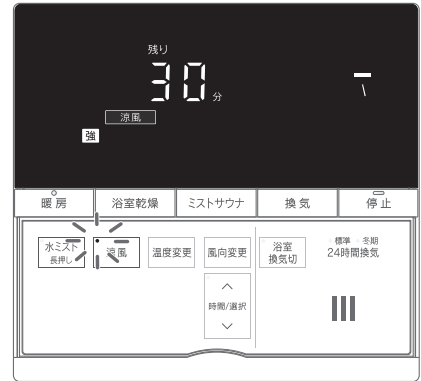 残り
30分
涼風
強
暖房 浴室乾燥 ミストサウナ 換気 停止
水ミスト 涼風 温度変更 風向変更 浴室 標準 冬期
長押し 換気切 24時間換気
時間/選択